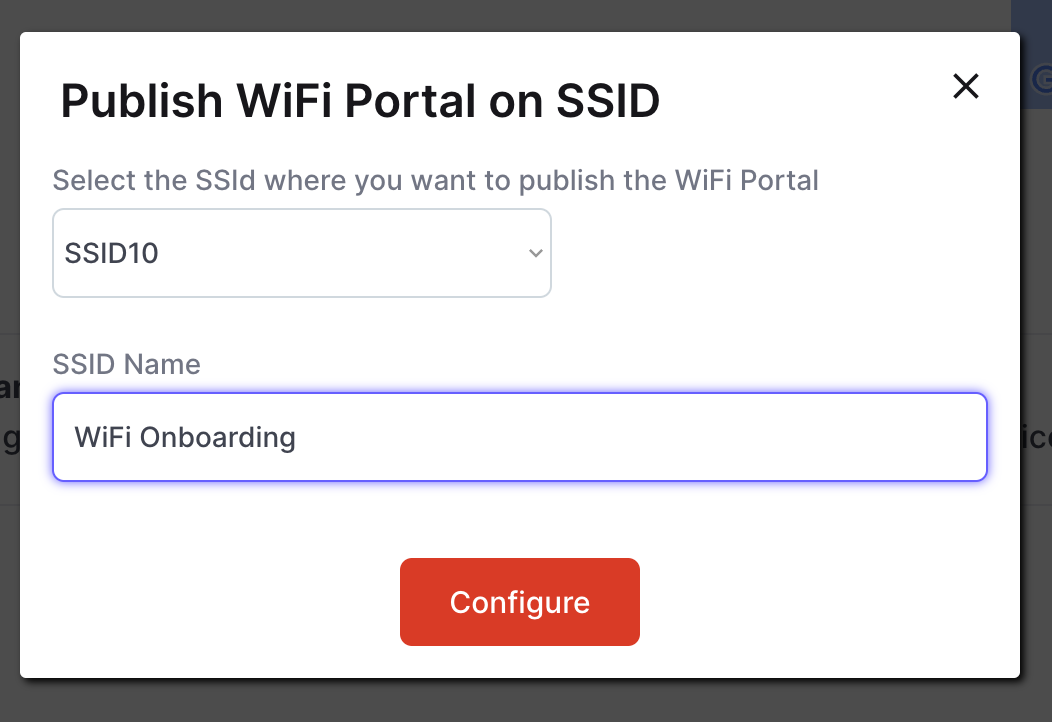 Publish WiFi Portal on SSID
Select the SSId where you want to publish the WiFi Portal
SSID10
SSID Name
WiFi Onboarding
Configure